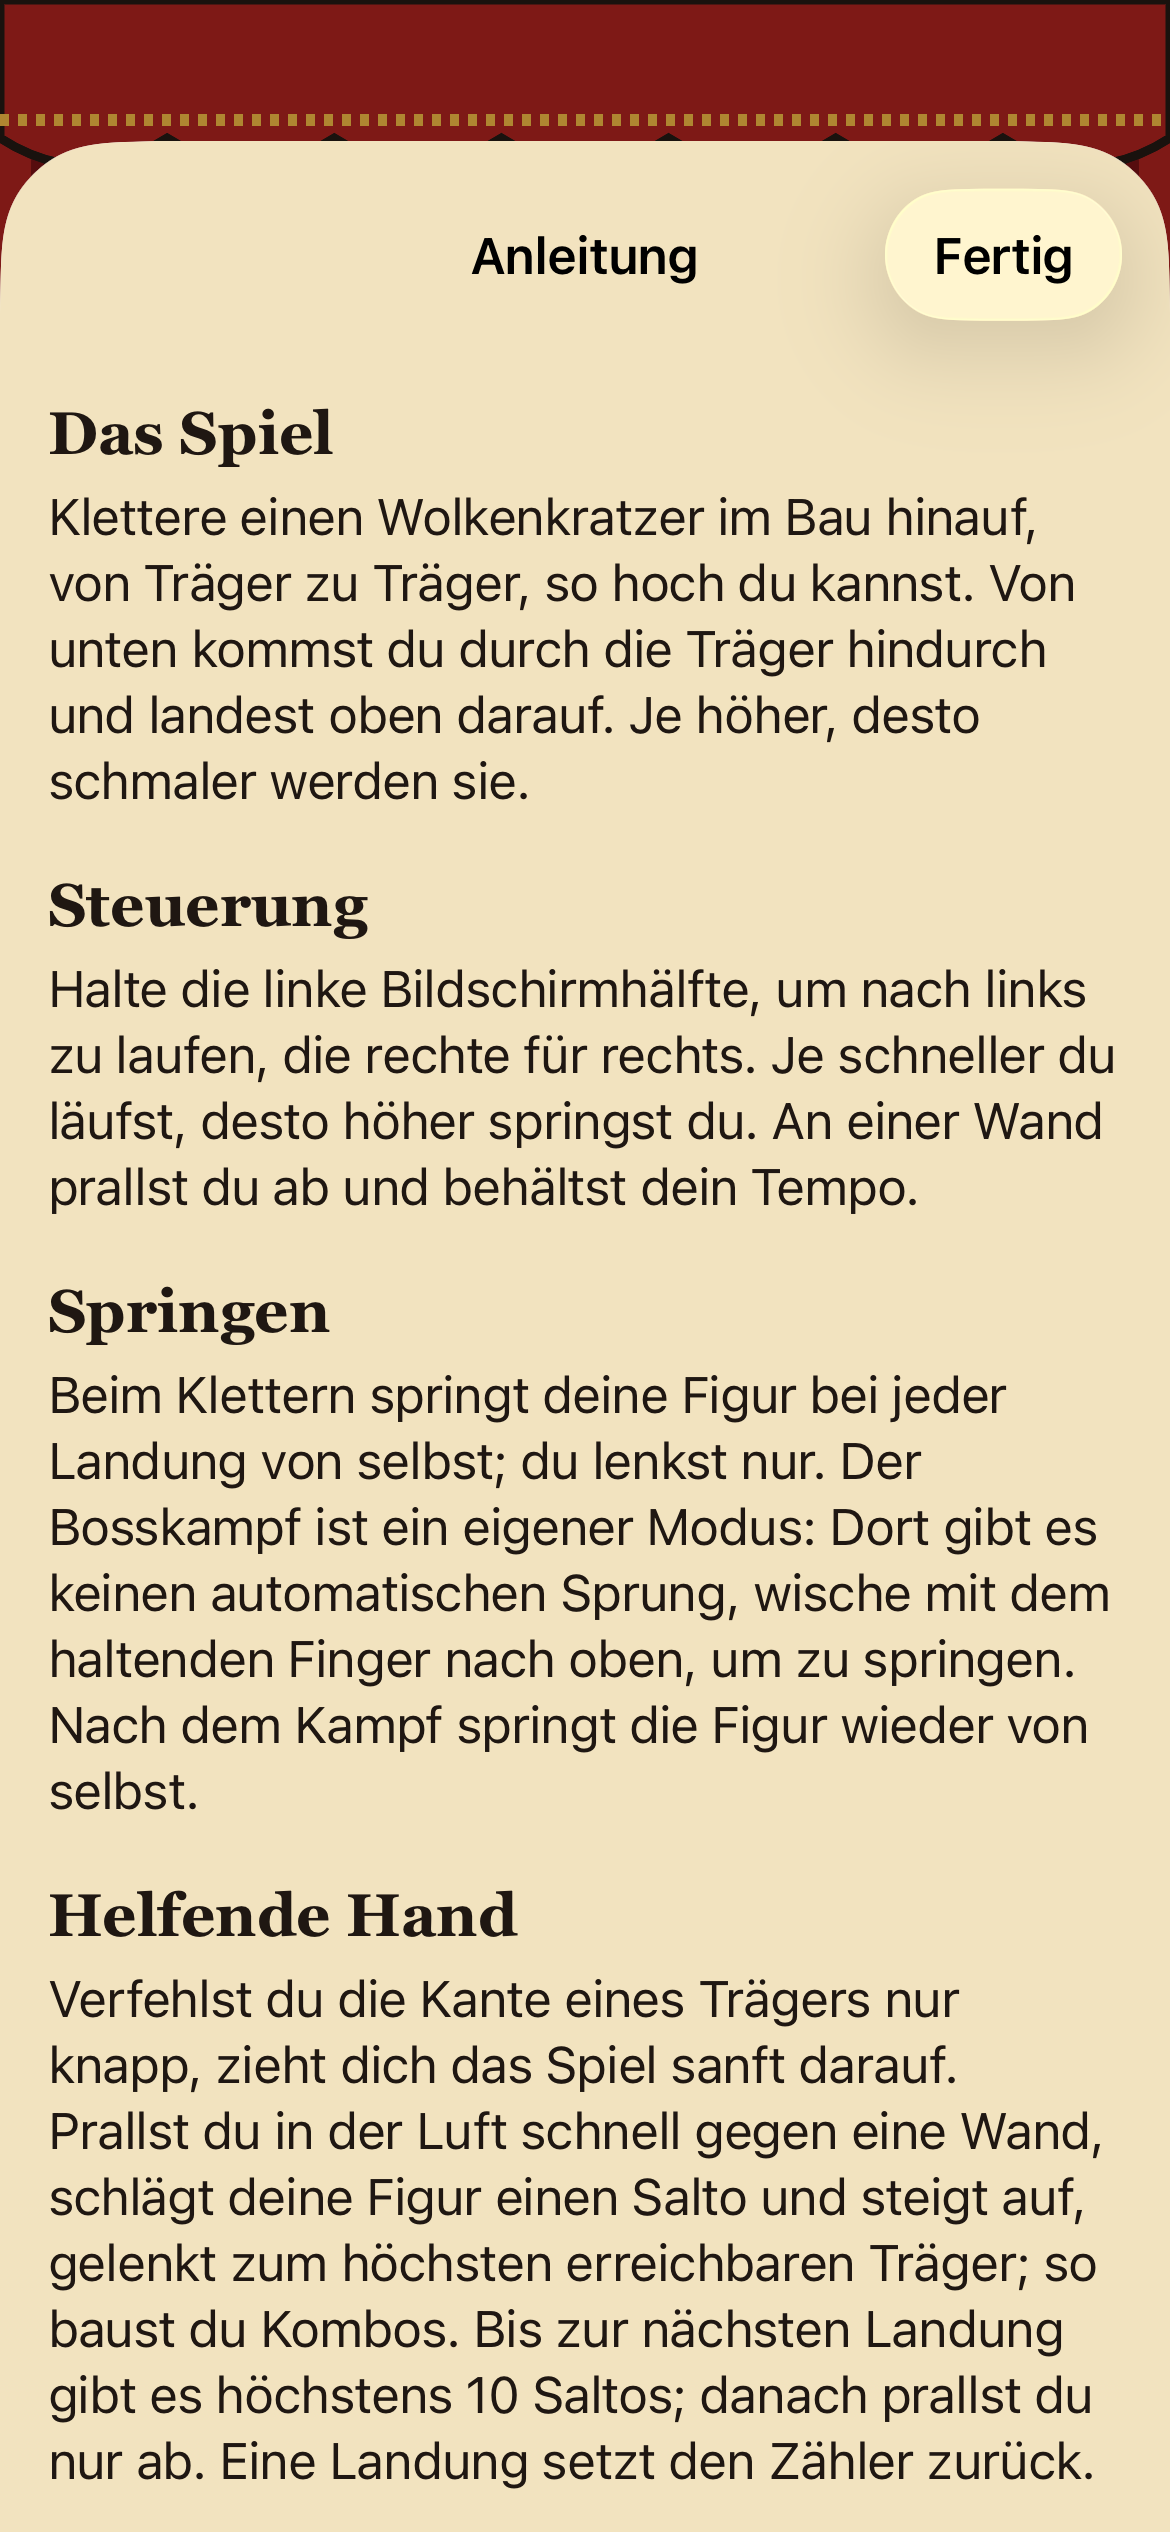 Anleitung
Fertig
Das Spiel
Klettere einen Wolkenkratzer im Bau hinauf,
von Träger zu Träger, so hoch du kannst. Von
unten kommst du durch die Träger hindurch
und landest oben darauf. Je höher, desto
schmaler werden sie.
Steuerung
Halte die linke Bildschirmhälfte, um nach links
zu laufen, die rechte für rechts. Je schneller du
läufst, desto höher springst du. An einer Wand
prallst du ab und behältst dein Tempo.
Springen
Beim Klettern springt deine Figur bei jeder
Landung von selbst; du lenkst nur. Der
Bosskampf ist ein eigener Modus: Dort gibt es
keinen automatischen Sprung, wische mit dem
haltenden Finger nach oben, um zu springen.
Nach dem Kampf springt die Figur wieder von
selbst.
Helfende Hand
Verfehlst du die Kante eines Trägers nur
knapp, zieht dich das Spiel sanft darauf.
Prallst du in der Luft schnell gegen eine Wand,
schlägt deine Figur einen Salto und steigt auf,
gelenkt zum höchsten erreichbaren Träger; so
baust du Kombos. Bis zur nächsten Landung
gibt es höchstens 10 Saltos; danach prallst du
nur ab. Eine Landung setzt den Zähler zurück.